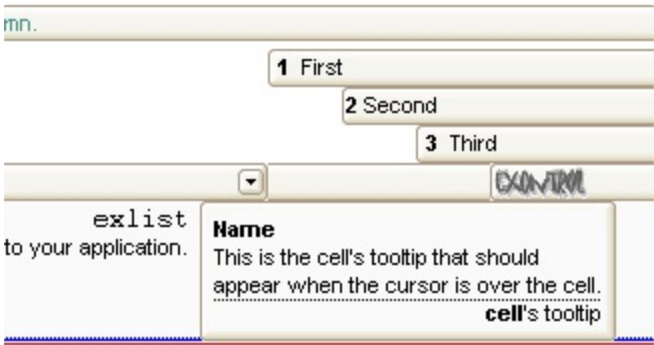 mn.
1 First
2 Second
3 Third
EXONTROL
exlist
to your application.
Name
This is the cell's tooltip that should
appear when the cursor is over the cell.
cell's tooltip